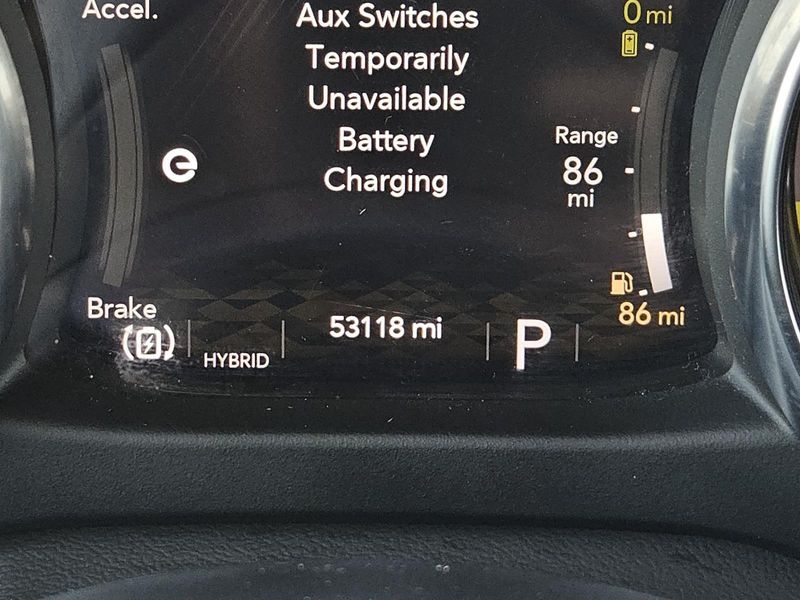 Accel.
Aux Switches
Temporarily
Unavailable
Battery
Charging
0 mi
Range
86
mi
86 mi
Brake
HYBRID
53118 mi
P